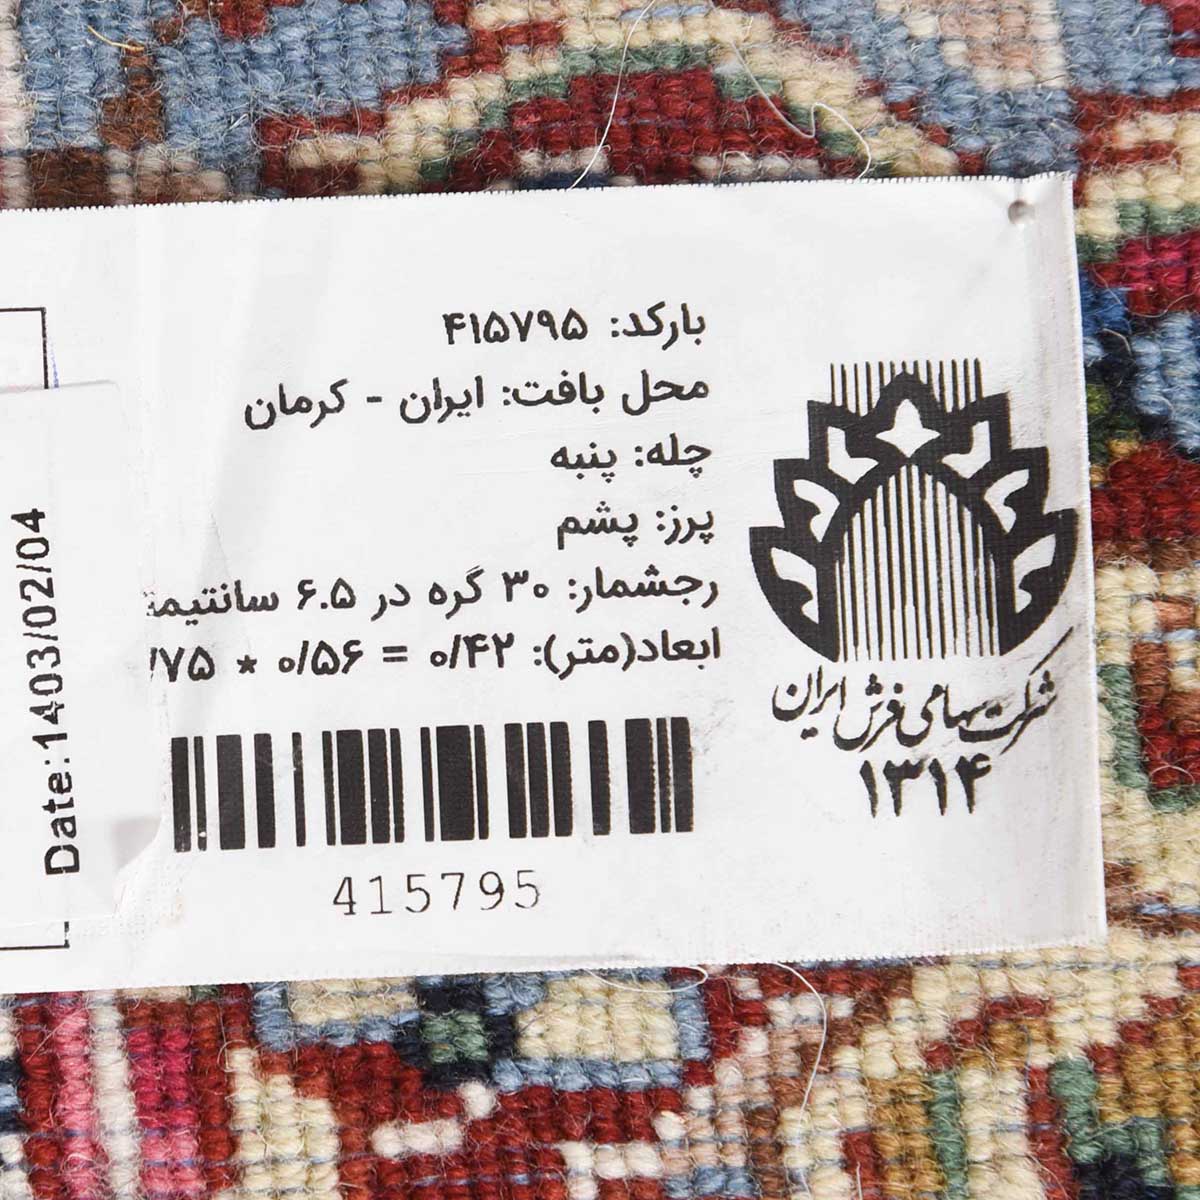 بارکد: ۴۱۵۷۹۵
محل بافت: ایران - کرمان
چله: پنبه
پرز: پشم
رجشمار: ۳۰ گره در ۶.۵
ابعاد(متر): ۰/۴۲ = ۰/۵۶ * /۷۵
415795
شرکت سهامی فرش ایران
۱۳۱۴
Date:1403/02/04